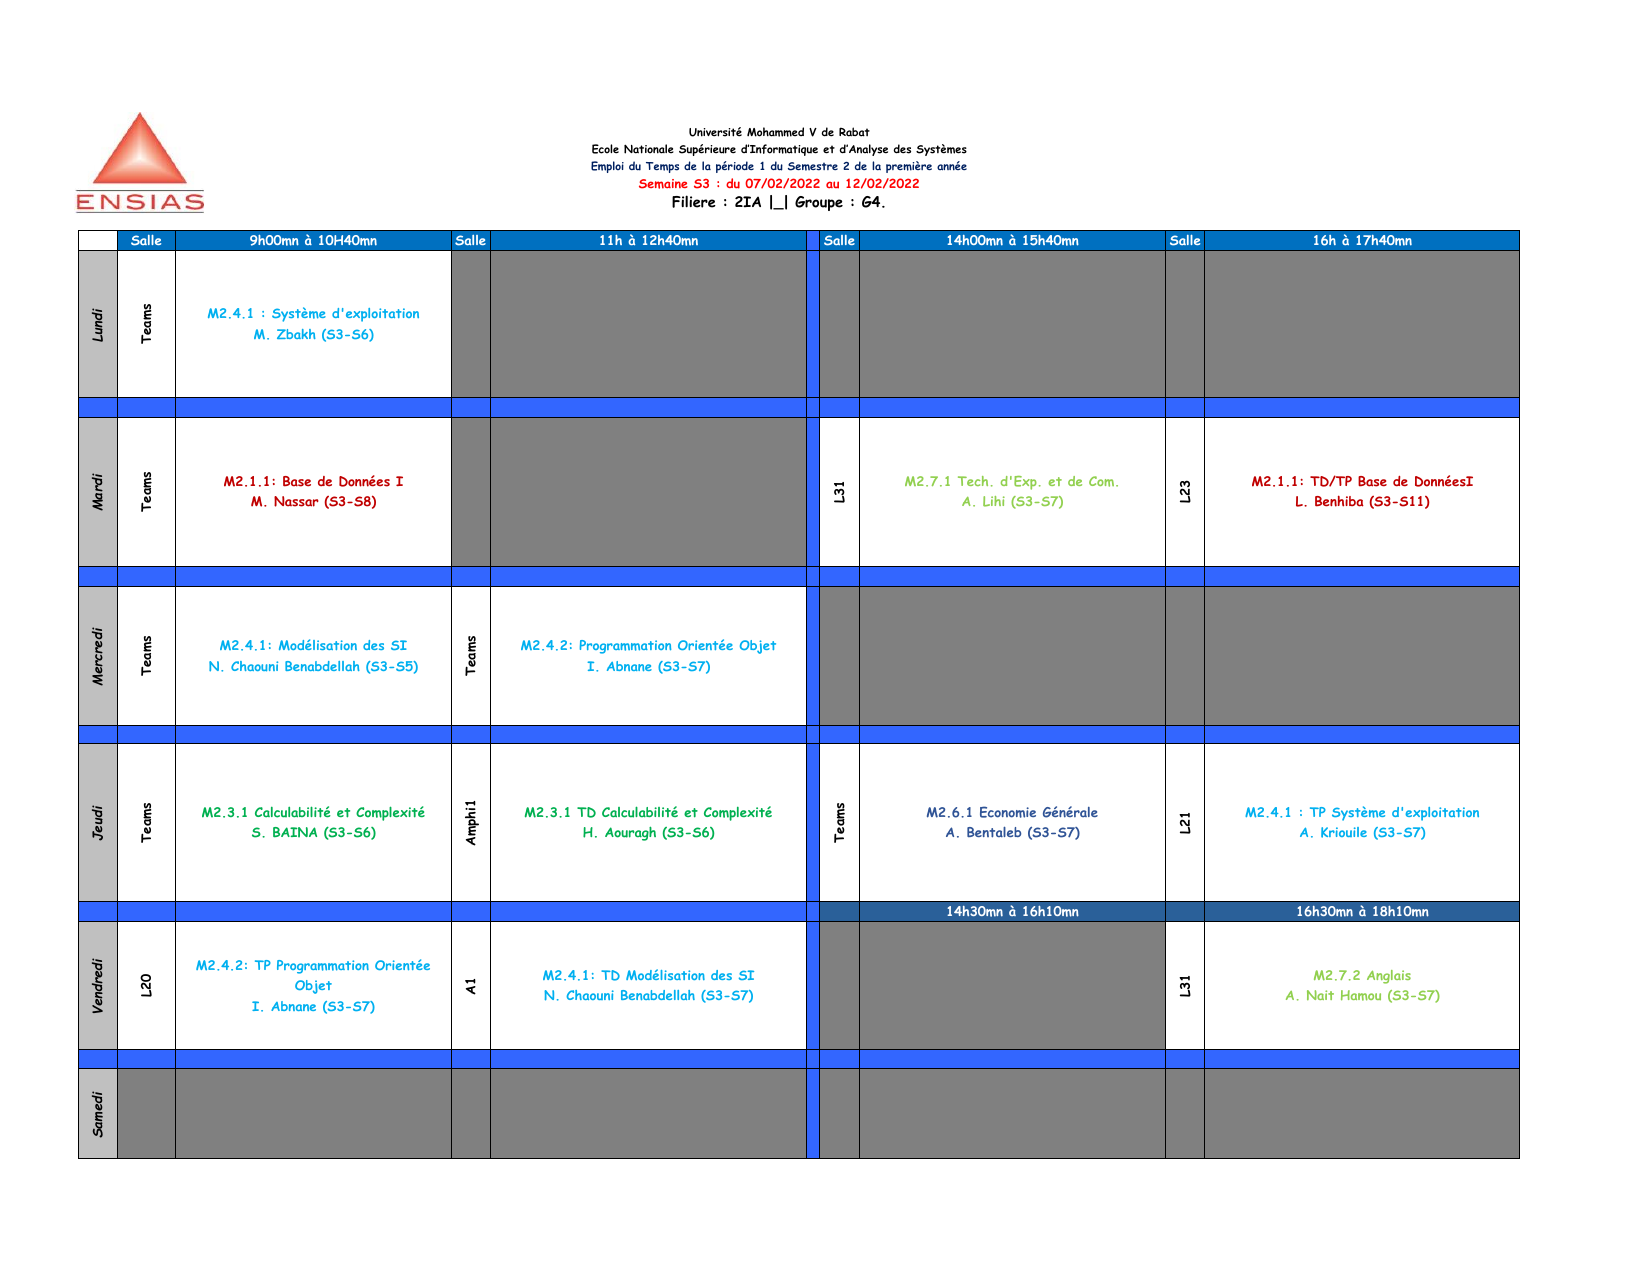 ENSIAS
Université Mohammed V de Rabat
Ecole Nationale Supérieure d’Informatique et d’Analyse des Systèmes
Emploi du Temps de la période 1 du Semestre 2 de la première année
Semaine S3 : du 07/02/2022 au 12/02/2022
Filiere : 2IA |_| Groupe : G4.
Salle 9h00mn à 10H40mn Salle 11h à 12h40mn Salle 14h00mn à 15h40mn Salle 16h à 17h40mn
Lundi
Teams
M2.4.1 : Système d'exploitation
M. Zbakh (S3-S6)
Mardi
Teams
M2.1.1: Base de Données I
M. Nassar (S3-S8)
L31
M2.7.1 Tech. d'Exp. et de Com.
A. Lihi (S3-S7)
L23
M2.1.1: TD/TP Base de DonnéesI
L. Benhiba (S3-S11)
Mercredi
Teams
M2.4.1: Modélisation des SI
N. Chaouni Benabdellah (S3-S5)
Teams
M2.4.2: Programmation Orientée Objet
I. Abnane (S3-S7)
Jeudi
Teams
M2.3.1 Calculabilité et Complexité
S. BAINA (S3-S6)
Amphi1
M2.3.1 TD Calculabilité et Complexité
H. Aouragh (S3-S6)
Teams
M2.6.1 Economie Générale
A. Bentaleb (S3-S7)
L21
M2.4.1 : TP Système d'exploitation
A. Kriouile (S3-S7)
14h30mn à 16h10mn 16h30mn à 18h10mn
Vendredi
L20
M2.4.2: TP Programmation Orientée
Objet
I. Abnane (S3-S7)
A1
M2.4.1: TD Modélisation des SI
N. Chaouni Benabdellah (S3-S7)
L31
M2.7.2 Anglais
A. Nait Hamou (S3-S7)
Samedi